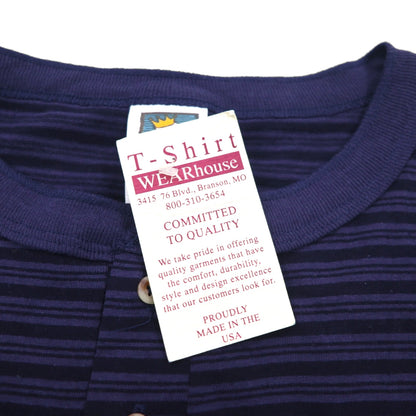 T-Shirt
WEARhouse
3415 76 Blvd., Branson, MO
800-310-3654
COMMITTED
TO QUALITY
We take pride in offering
quality garments that have
the comfort, durability,
style and design excellence
that our customers look for.
PROUDLY
MADE IN THE
USA